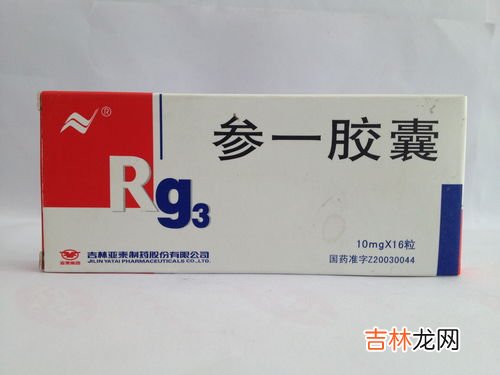 ®
参一胶囊
Rg3
10mgX16粒
吉林亚泰制药股份有限公司
JILIN YATAI PHARMACEUTICALS CO.,LTD.
国药准字Z20030044
吉林龙网